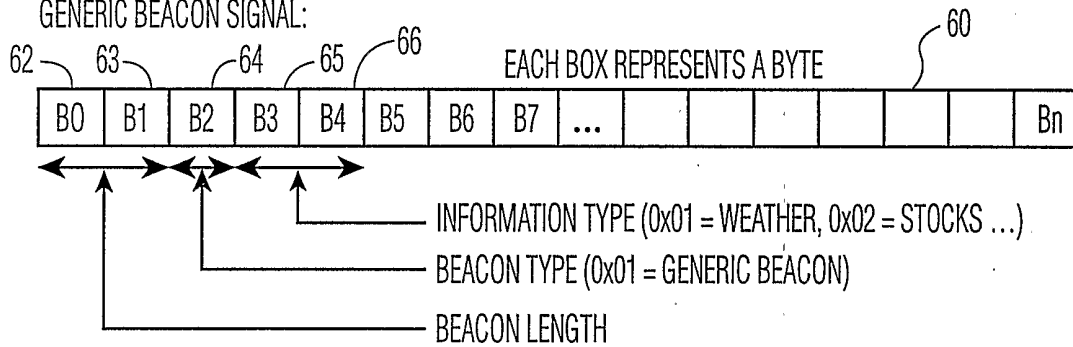 GENERIC BEACON SIGNAL:
62 63 64 65 66 EACH BOX REPRESENTS A BYTE 60
B0 B1 B2 B3 B4 B5 B6 B7 ... Bn
INFORMATION TYPE (0x01 = WEATHER, 0x02 = STOCKS ...)
BEACON TYPE (0x01 = GENERIC BEACON)
BEACON LENGTH